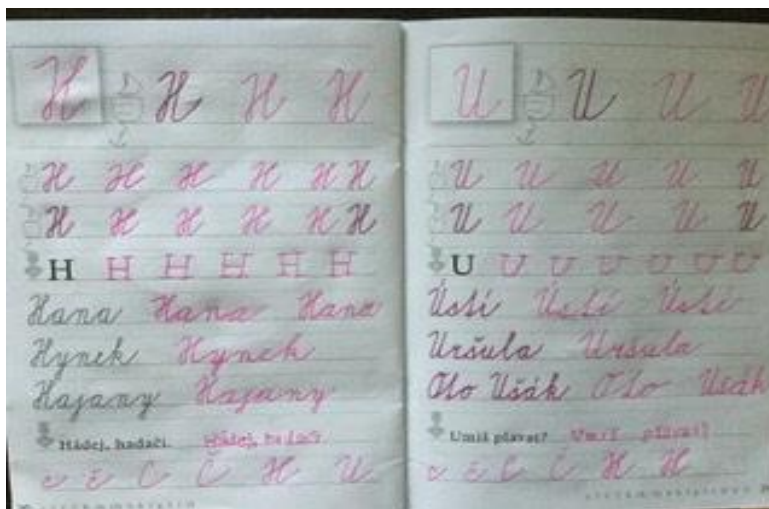 H H H H
H H H H H H
H H H H H H
H H H H H H
Hana Hana Hana
Hynek Hynek
Hajany Hajany
Hádej, hadači. Hádej, hadači.
c č C Č H U
U U U U
U U U U U
U U U U U
U U U U U U U
Ústí Ústí Ústí
Uršula Uršula
Olo Ušák Olo Ušák
Umíš plavat? Umíš plavat?
c č C Č H H